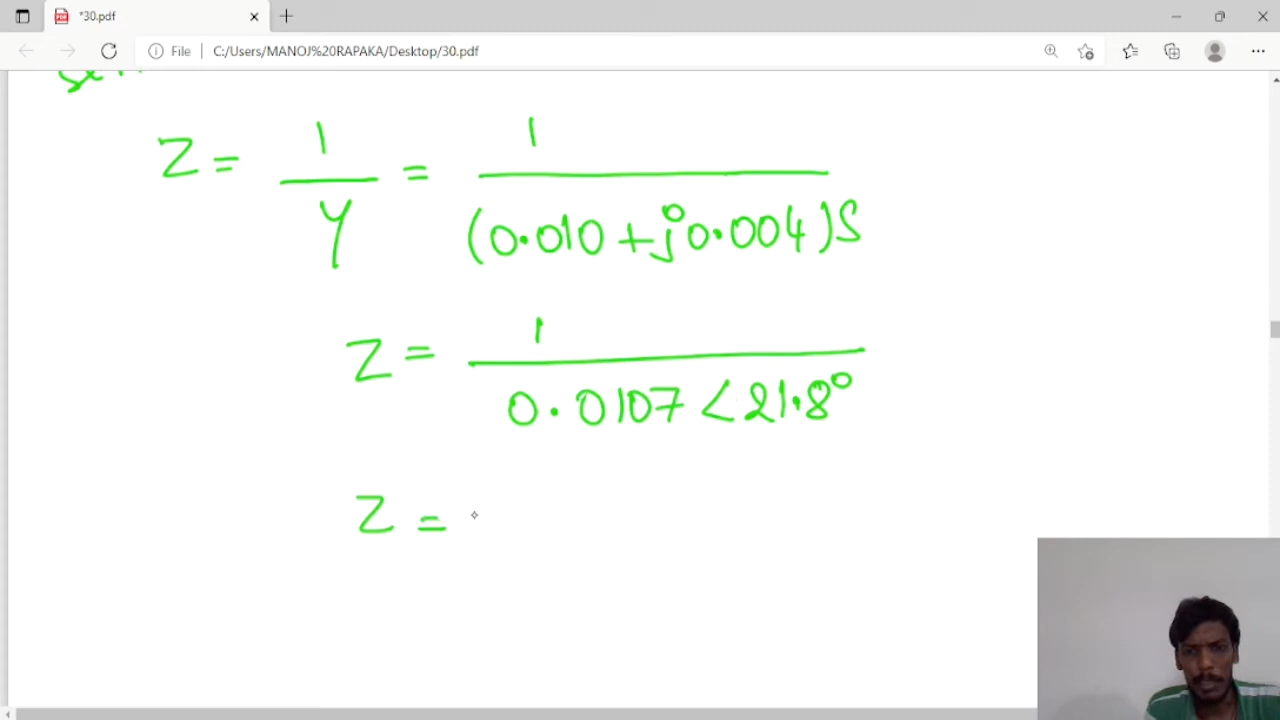 *30.pdf
File C:/Users/MANOJ%20RAPAKA/Desktop/30.pdf
Z = 1/Y = 1/(0.010 + j0.004)S
Z = 1/0.0107 < 21.8°
Z =